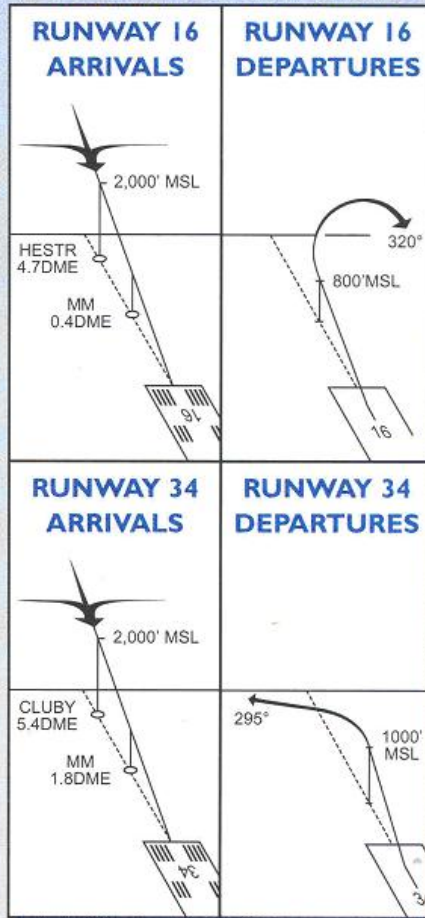 RUNWAY 16
ARRIVALS
2,000' MSL
HESTR
4.7DME
MM
0.4DME
16
RUNWAY 16
DEPARTURES
320°
800'MSL
16
RUNWAY 34
ARRIVALS
2,000' MSL
CLUBY
5.4DME
MM
1.8DME
34
RUNWAY 34
DEPARTURES
295°
1000'
MSL
3